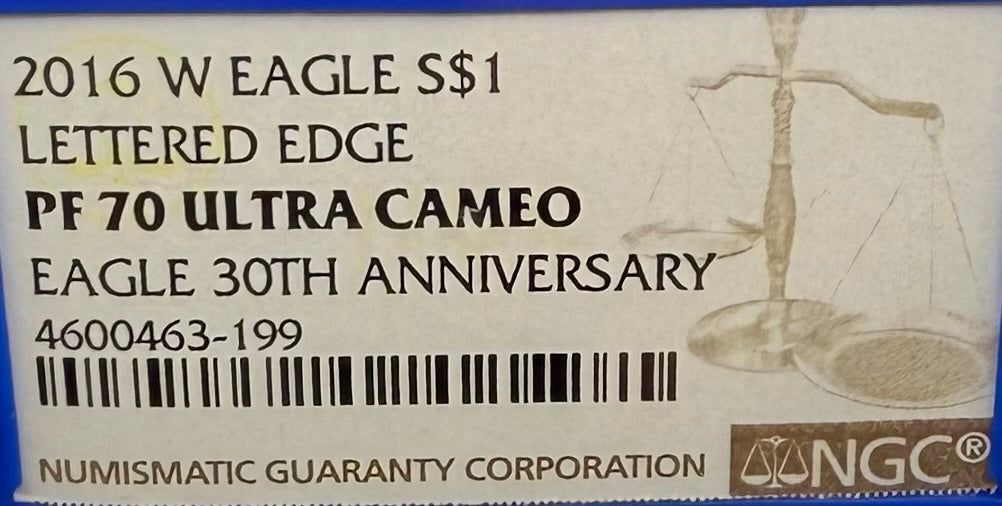 2016 W EAGLE S$1
LETTERED EDGE
PF 70 ULTRA CAMEO
EAGLE 30TH ANNIVERSARY
4600463-199
NUMISMATIC GUARANTY CORPORATION
NGC®